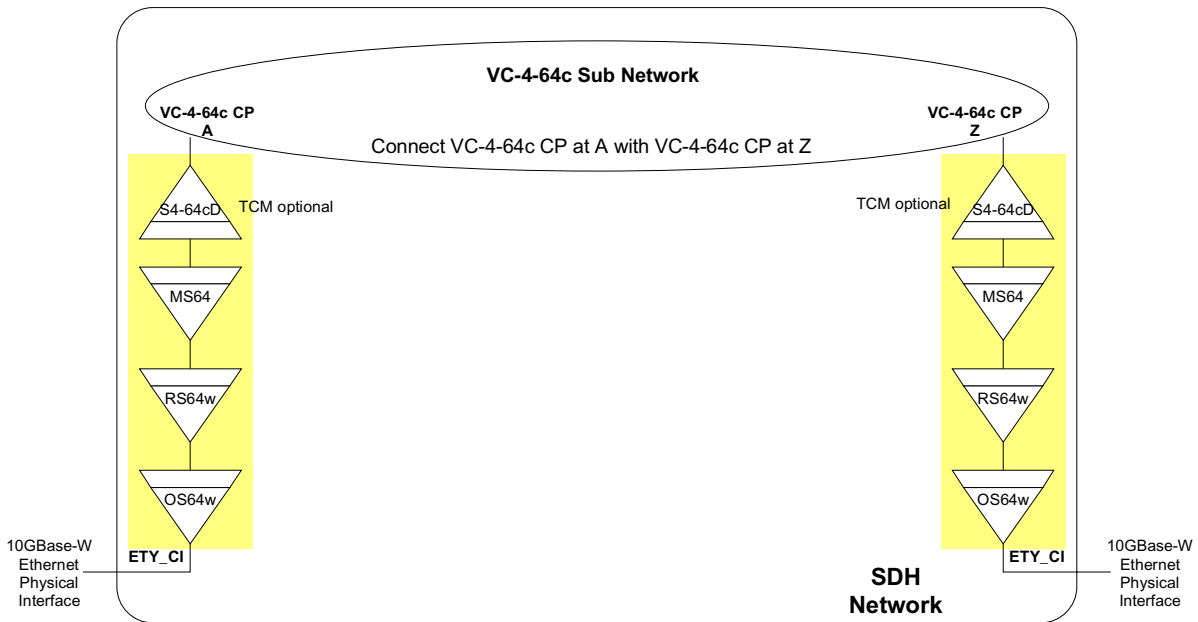 VC-4-64c Sub Network
VC-4-64c CP
A
VC-4-64c CP
Z
Connect VC-4-64c CP at A with VC-4-64c CP at Z
S4-64cD
TCM optional
TCM optional
S4-64cD
MS64
MS64
RS64w
RS64w
OS64w
OS64w
10GBase-W
Ethernet
Physical
Interface
ETY_CI
SDH
Network
ETY_CI
10GBase-W
Ethernet
Physical
Interface